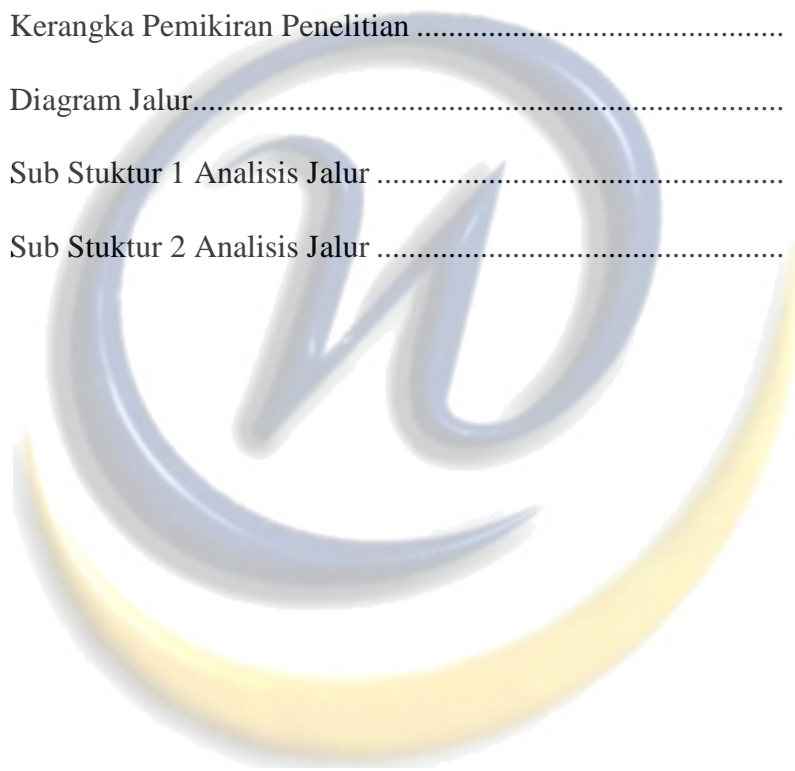 Kerangka Pemikiran Penelitian ...............................................
Diagram Jalur............................................................................
Sub Stuktur 1 Analisis Jalur ....................................................
Sub Stuktur 2 Analisis Jalur ....................................................